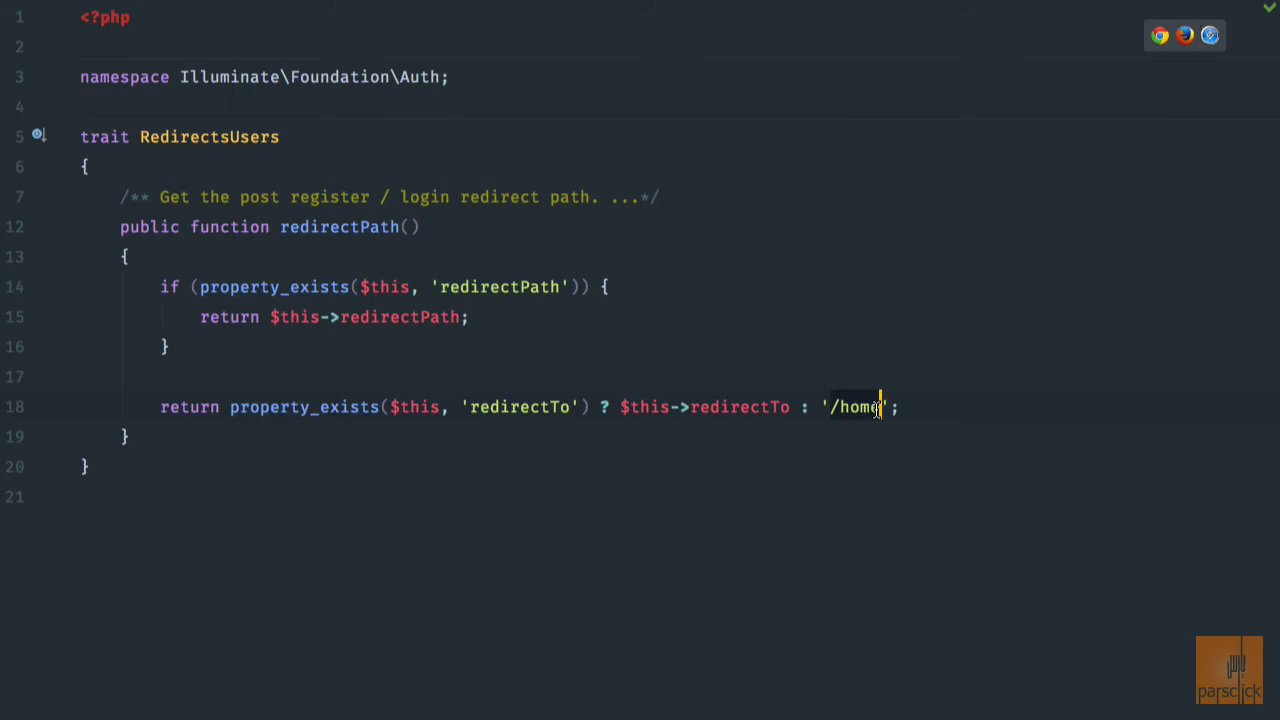 1 <?php
2
3 namespace Illuminate\Foundation\Auth;
4
5 trait RedirectsUsers
6 {
7 /** Get the post register / login redirect path. ...*/
12 public function redirectPath()
13 {
14 if (property_exists($this, 'redirectPath')) {
15 return $this->redirectPath;
16 }
17
18 return property_exists($this, 'redirectTo') ? $this->redirectTo : '/home';
19 }
20 }
21
parsclick